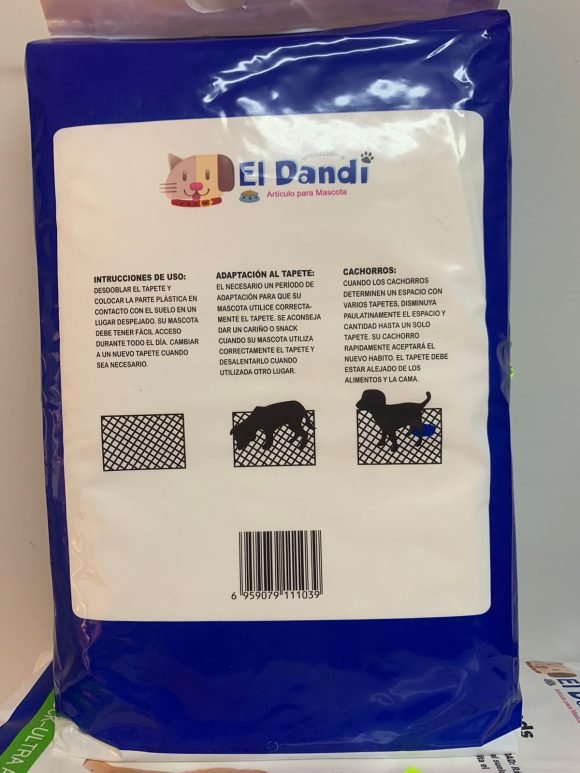 Importadora
El Dandi
Artículo para Mascota
INTRUCCIONES DE USO:
DESDOBLAR EL TAPETE Y
COLOCAR LA PARTE PLÁSTICA EN
CONTACTO CON EL SUELO EN UN
LUGAR DESPEJADO. SU MASCOTA
DEBE TENER FÁCIL ACCESO
DURANTE TODO EL DÍA. CAMBIAR
A UN NUEVO TAPETE CUANDO
SEA NECESARIO.
ADAPTACIÓN AL TAPETE:
EL NECESARIO UN PERÍODO DE
ADAPTACIÓN PARA QUE SU
MASCOTA UTILICE CORRECTA-
MENTE EL TAPETE. SE ACONSEJA
DAR UN CARIÑO O SNACK
CUANDO SU MASCOTA UTILIZA
CORRECTAMENTE EL TAPETE Y
DESALENTARLO CUANDO
UTILIZADA OTRO LUGAR.
CACHORROS:
CUANDO LOS CACHORROS
DETERMINEN UN ESPACIO CON
VARIOS TAPETES, DISMINUYA
PAULATINAMENTE EL ESPACIO Y
CANTIDAD HASTA UN SOLO
TAPETE. SU CACHORRO
RAPIDAMENTE ACEPTARÁ EL
NUEVO HABITO. EL TAPETE DEBE
ESTAR ALEJADO DE LOS
ALIMENTOS Y LA CAMA.
6 959079 111039
El Dandi
Artículo para Mascota
ULTRA